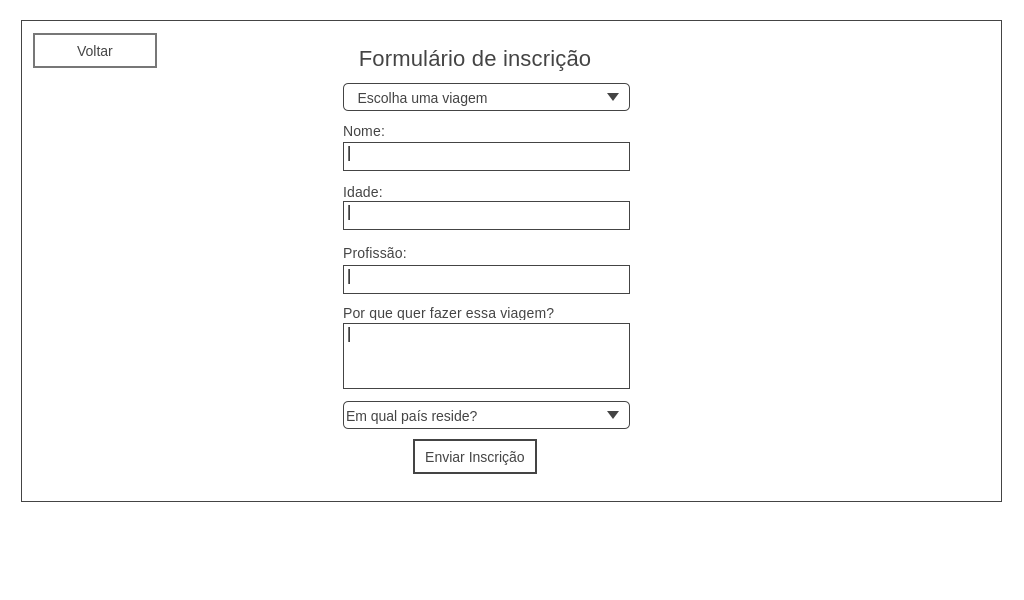 Voltar
Formulário de inscrição
Escolha uma viagem
Nome:
Idade:
Profissão:
Por que quer fazer essa viagem?
Em qual país reside?
Enviar Inscrição